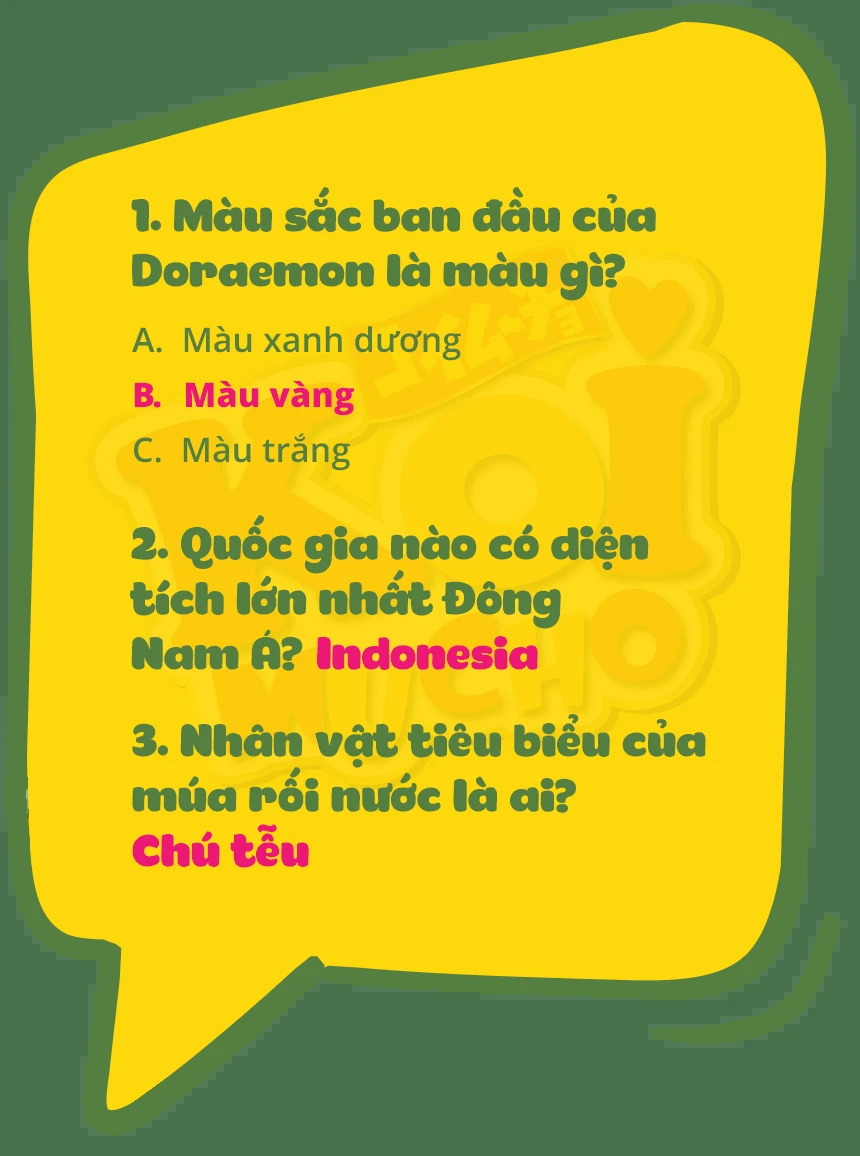 1. Màu sắc ban đầu của
Doraemon là màu gì?
A. Màu xanh dương
B. Màu vàng
C. Màu trắng
2. Quốc gia nào có diện
tích lớn nhất Đông
Nam Á? Indonesia
3. Nhân vật tiêu biểu của
múa rối nước là ai?
Chú tễu
KOI
MUCHO